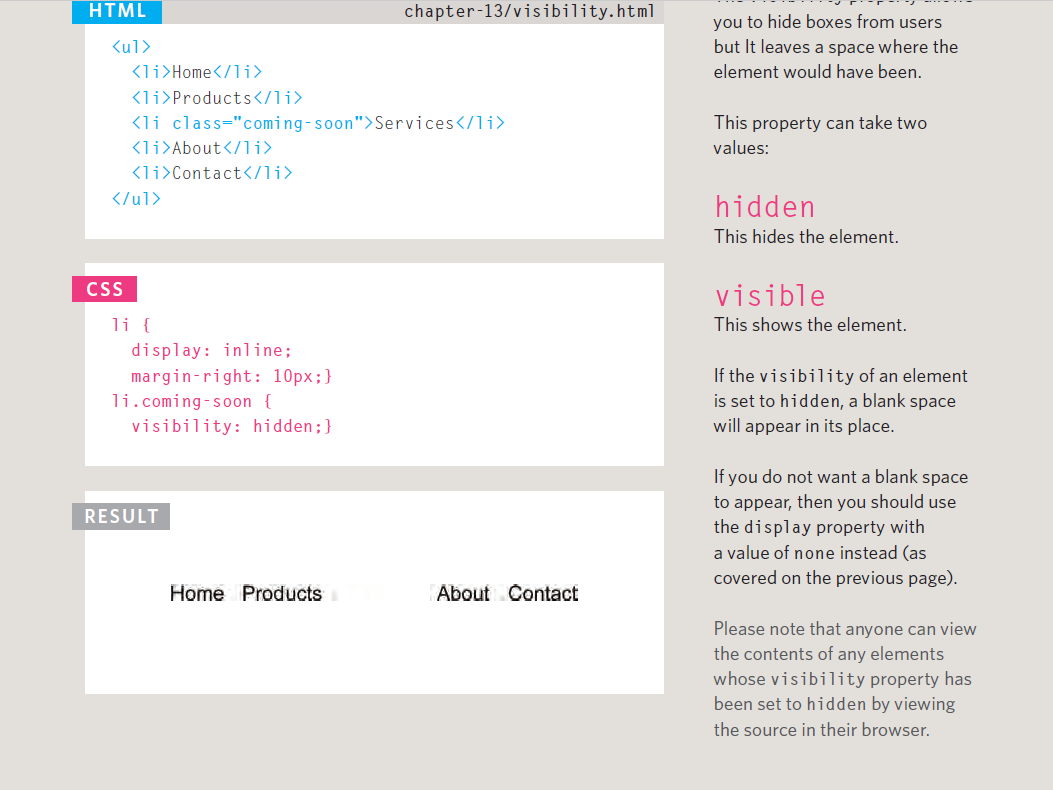 HTML
chapter-13/visibility.html
<ul>
<li>Home</li>
<li>Products</li>
<li class="coming-soon">Services</li>
<li>About</li>
<li>Contact</li>
</ul>
CSS
li {
display: inline;
margin-right: 10px;}
li.coming-soon {
visibility: hidden;}
RESULT
Home Products About Contact
you to hide boxes from users
but It leaves a space where the
element would have been.
This property can take two
values:
hidden
This hides the element.
visible
This shows the element.
If the visibility of an element
is set to hidden, a blank space
will appear in its place.
If you do not want a blank space
to appear, then you should use
the display property with
a value of none instead (as
covered on the previous page).
Please note that anyone can view
the contents of any elements
whose visibility property has
been set to hidden by viewing
the source in their browser.